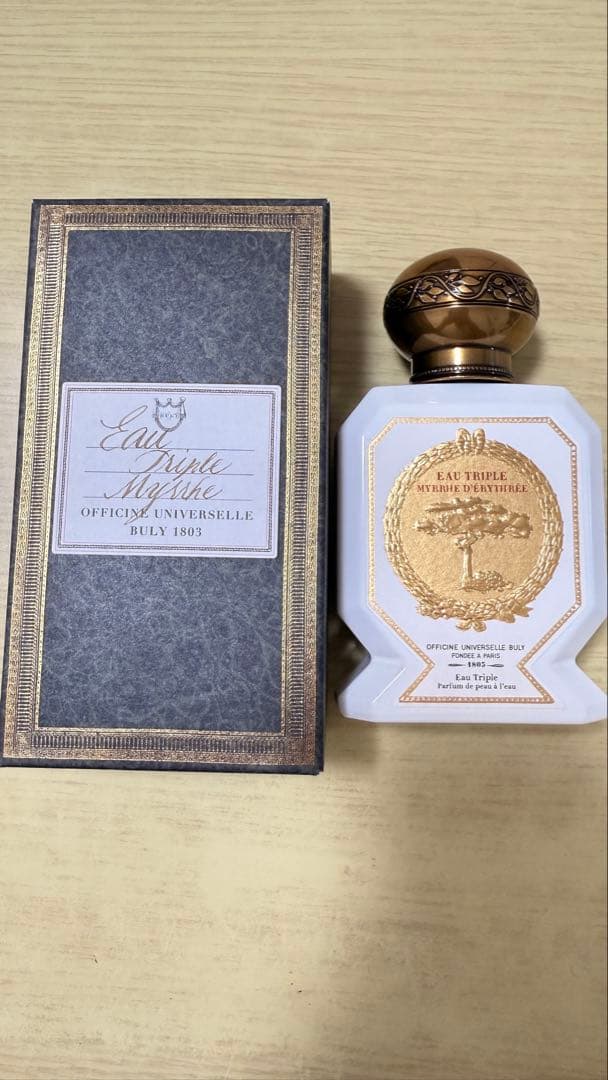 Eau
Triple
Myrrhe
OFFICINE UNIVERSELLE
BULY 1803
EAU TRIPLE
MYRRHE D'ÉRYTHRÉE
OFFICINE UNIVERSELLE BULY
FONDÉE A PARIS
1803
Eau Triple
Parfum de peau à l'eau